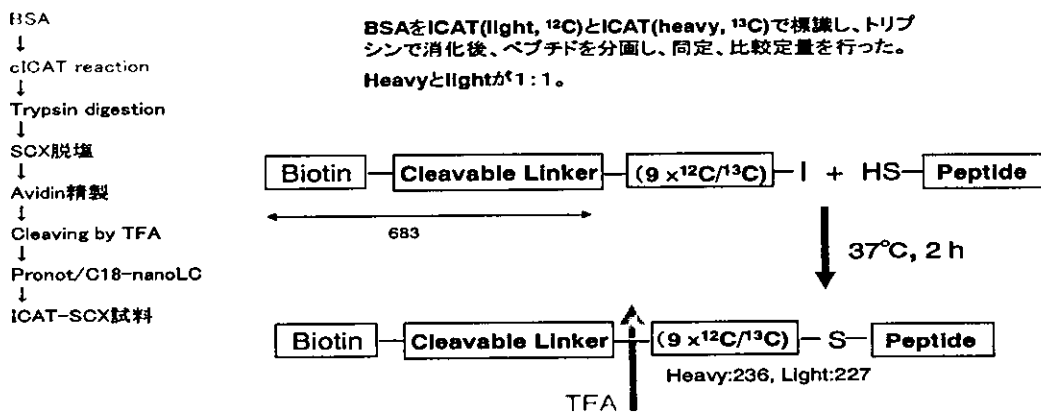 BSA
↓
cICAT reaction
↓
Trypsin digestion
↓
SCX脱塩
↓
Avidin精製
↓
Cleaving by TFA
↓
Pronot/C18-nanoLC
↓
ICAT-SCX試料
BSAをICAT(light, ¹²C)とICAT(heavy, ¹³C)で標識し、トリプ
シンで消化後、ペプチドを分画し、同定、比較定量を行った。
Heavyとlightが1:1。
Biotin Cleavable Linker (9 x¹²C/¹³C) I + HS Peptide
683
37℃, 2 h
Biotin Cleavable Linker (9 x¹²C/¹³C) S Peptide
Heavy:236, Light:227
TFA